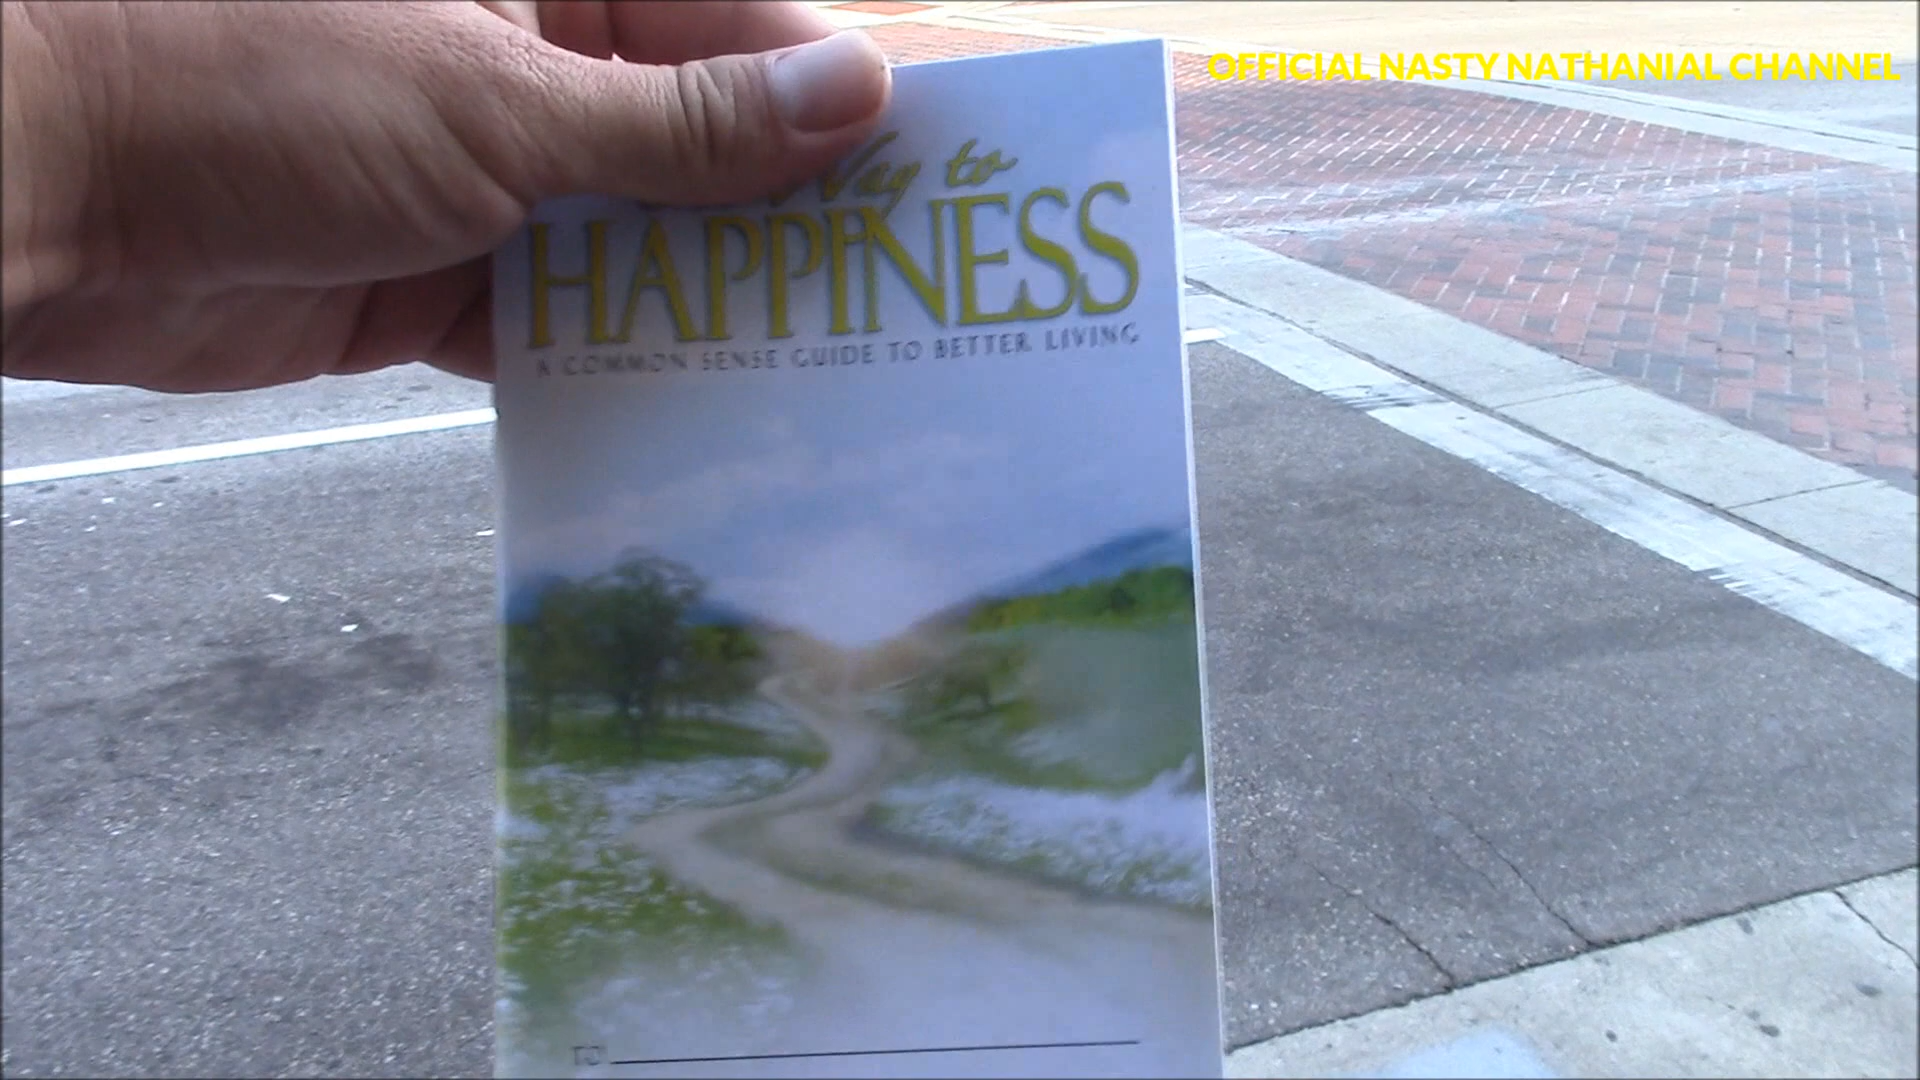 OFFICIAL NASTY NATHANIAL CHANNEL
Way to
HAPPINESS
A COMMON SENSE GUIDE TO BETTER LIVING
TO